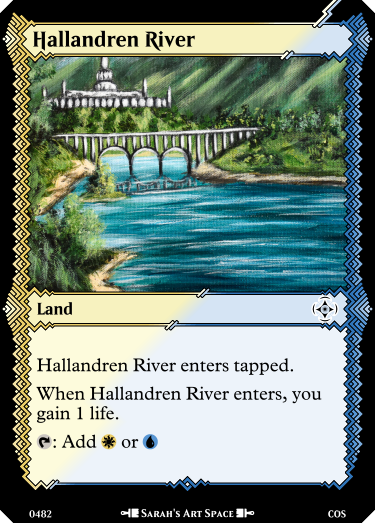 Hallandren River
Land
Hallandren River enters tapped.
When Hallandren River enters, you
gain 1 life.
: Add or
0482 Sarah's Art Space COS